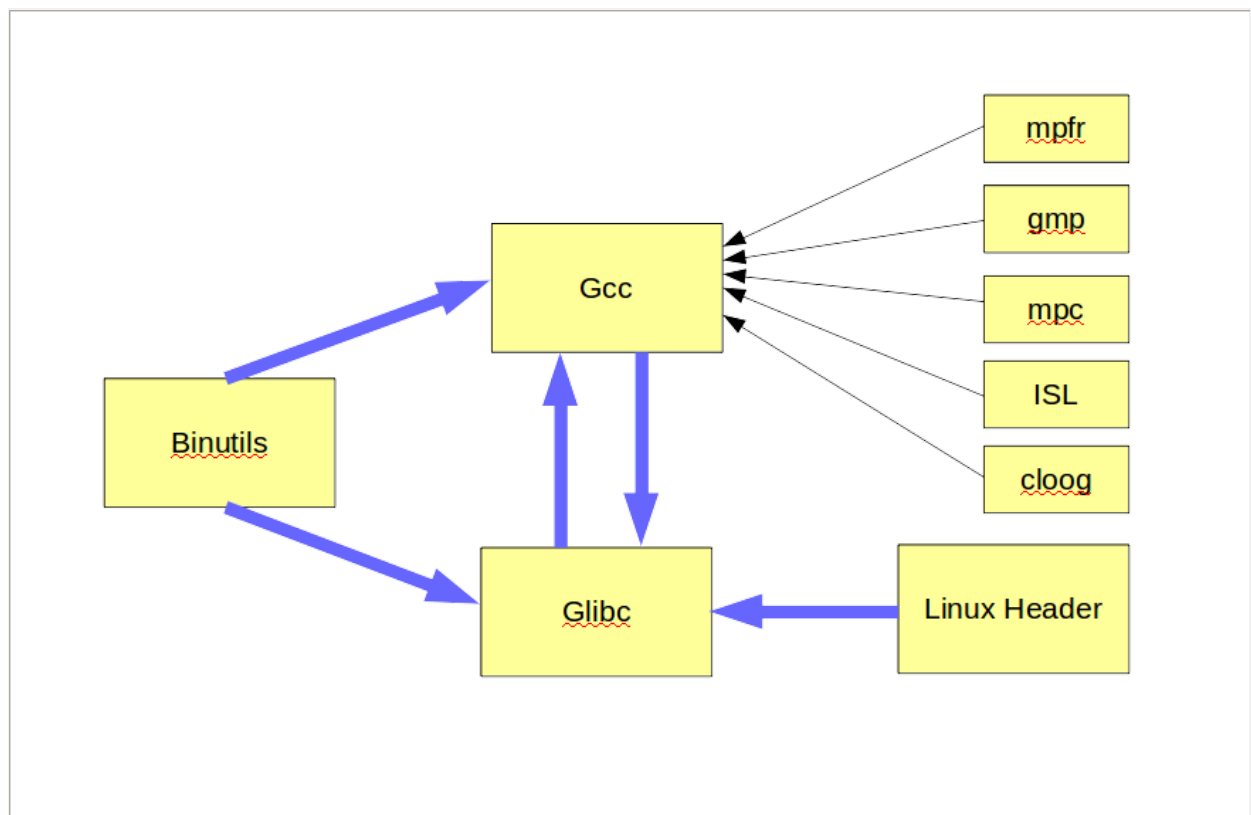 mpfr
gmp
Gcc
mpc
ISL
Binutils
cloog
Glibc
Linux Header